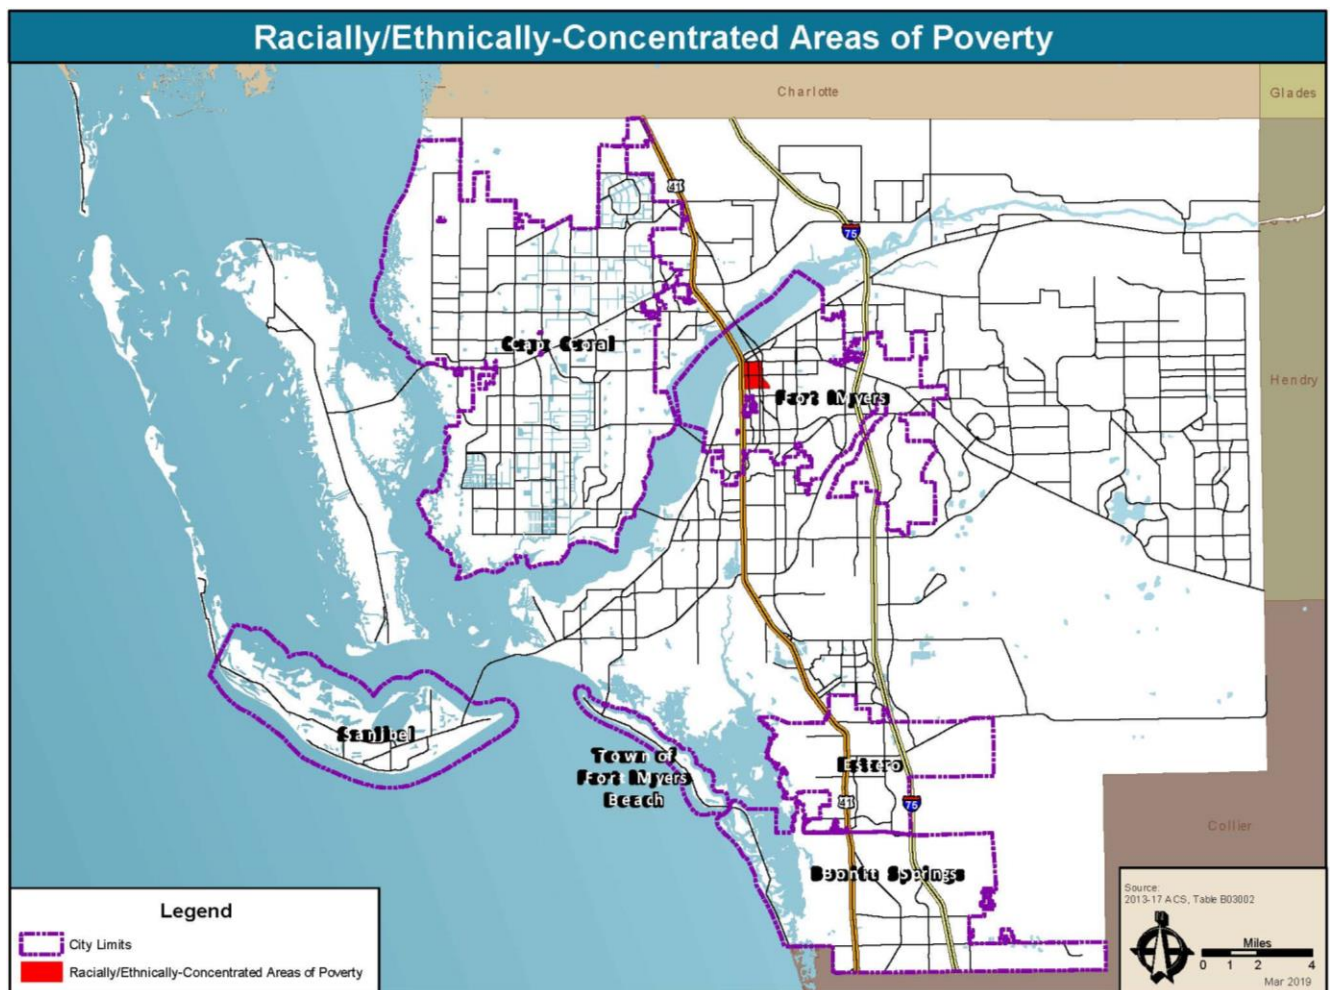 Racially/Ethnically-Concentrated Areas of Poverty
Charlotte
Glades
41
75
Cape Coral
Hendry
Fort Myers
Sanibel
Town of
Fort Myers
Beach
Estero
41
75
Collier
Bonita Springs
Legend
City Limits
Racially/Ethnically-Concentrated Areas of Poverty
Source:
2013-17 ACS, Table B03002
Miles
0 1 2 4
Mar 2019